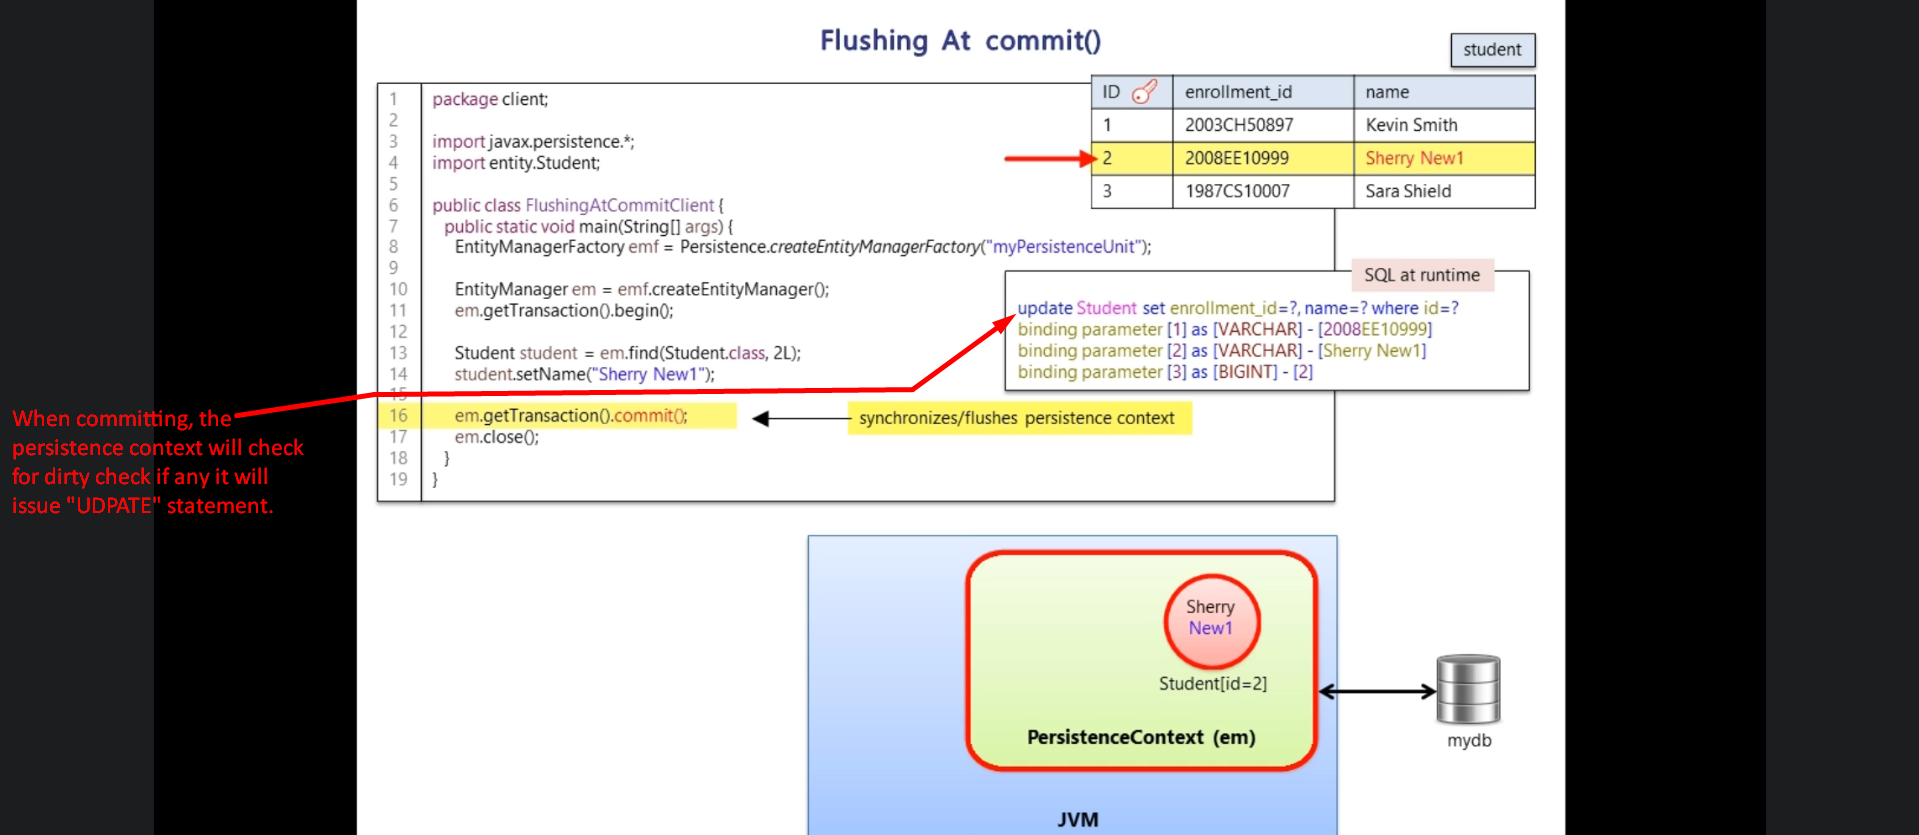 Flushing At commit()
student
ID enrollment_id name
1 2003CH50897 Kevin Smith
2 2008EE10999 Sherry New1
3 1987CS10007 Sara Shield
1 package client;
2
3 import javax.persistence.*;
4 import entity.Student;
5
6 public class FlushingAtCommitClient {
7 public static void main(String[] args) {
8 EntityManagerFactory emf = Persistence.createEntityManagerFactory("myPersistenceUnit");
9
10 EntityManager em = emf.createEntityManager();
11 em.getTransaction().begin();
12
13 Student student = em.find(Student.class, 2L);
14 student.setName("Sherry New1");
15
16 em.getTransaction().commit();
17 em.close();
18 }
19 }
synchronizes/flushes persistence context
SQL at runtime
update Student set enrollment_id=?, name=? where id=?
binding parameter [1] as [VARCHAR] - [2008EE10999]
binding parameter [2] as [VARCHAR] - [Sherry New1]
binding parameter [3] as [BIGINT] - [2]
When committing, the
persistence context will check
for dirty check if any it will
issue "UDPATE" statement.
Sherry
New1
Student[id=2]
PersistenceContext (em)
mydb
JVM